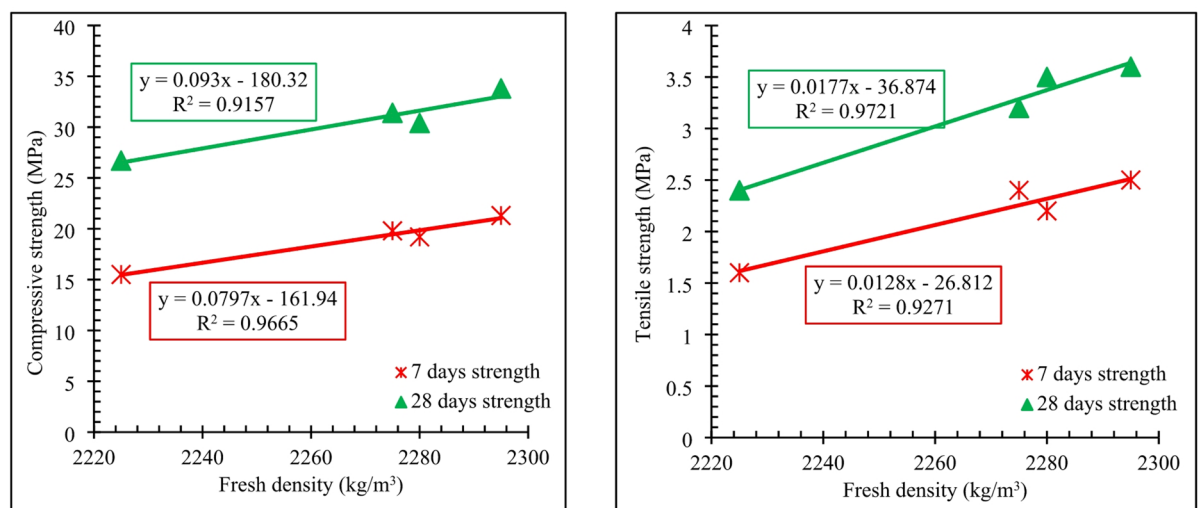 40
35
30
25
20
15
10
5
0
Compressive strength (MPa)
y = 0.093x - 180.32
R² = 0.9157
y = 0.0797x - 161.94
R² = 0.9665
7 days strength
28 days strength
2220 2240 2260 2280 2300
Fresh density (kg/m³)
4
3.5
3
2.5
2
1.5
1
0.5
0
Tensile strength (MPa)
y = 0.0177x - 36.874
R² = 0.9721
y = 0.0128x - 26.812
R² = 0.9271
7 days strength
28 days strength
2220 2240 2260 2280 2300
Fresh density (kg/m³)